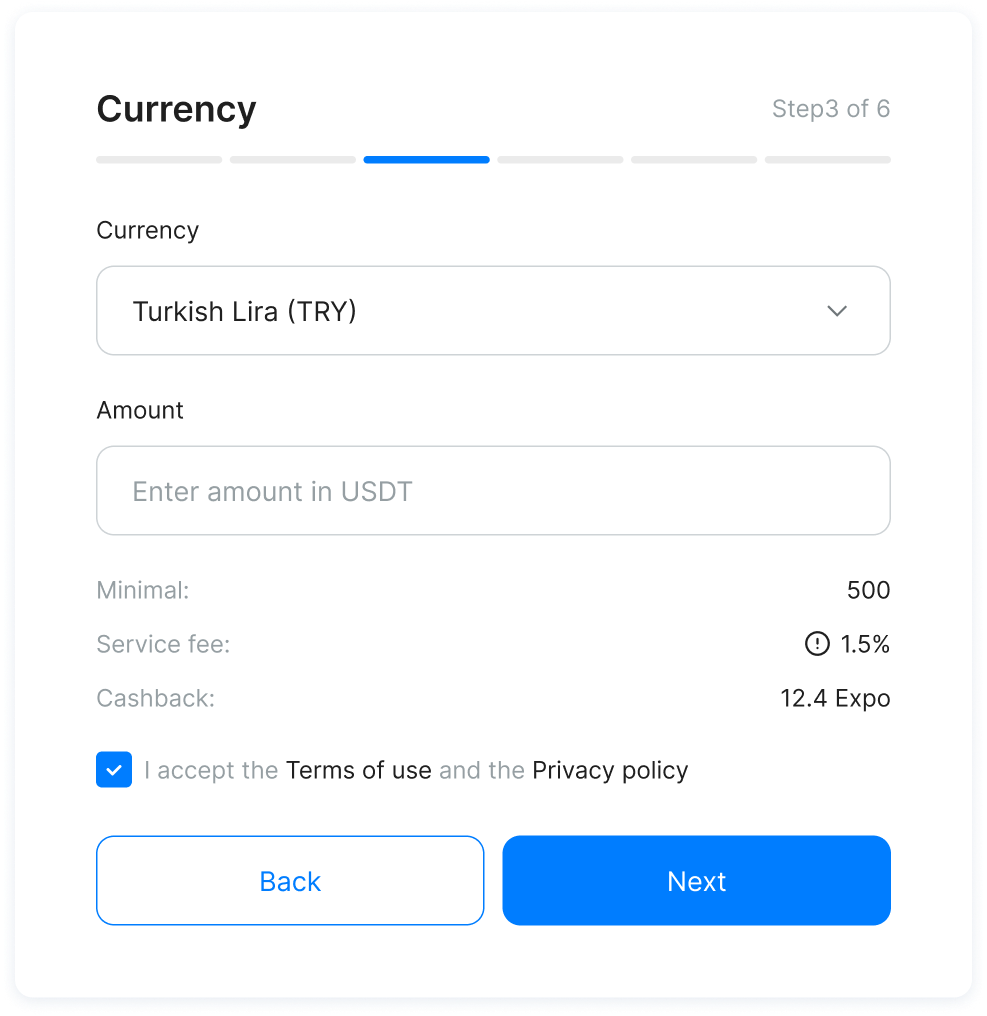 Currency
Step3 of 6
Currency
Turkish Lira (TRY)
Amount
Enter amount in USDT
Minimal: 500
Service fee: 1.5%
Cashback: 12.4 Expo
I accept the Terms of use and the Privacy policy
Back
Next